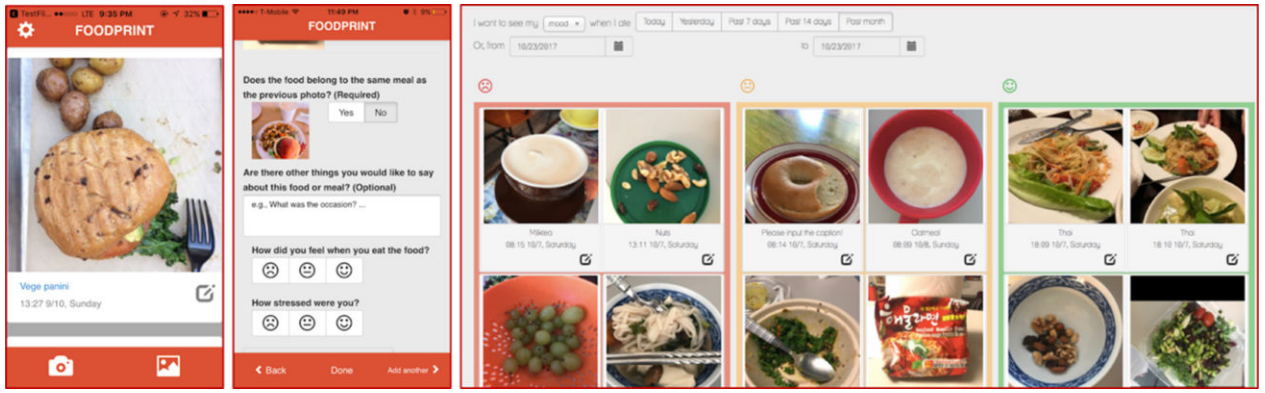 TestFli... LTE 9:35 PM 32%
FOODPRINT
Vege panini
13:27 9/10, Sunday
T-Mobile 11:49 PM 9%
FOODPRINT
Does the food belong to the same meal as
the previous photo? (Required)
Yes No
Are there other things you would like to say
about this food or meal? (Optional)
e.g., What was the occasion? ...
How did you feel when you eat the food?
How stressed were you?
Back Done Add another
I want to see my mood when I ate Today Yesterday Past 7 days Past 14 days Past month
Or, from 10/23/2017 to 10/23/2017
Milktea
08:15 10/7, Saturday
Nuts
13:11 10/7, Saturday
Please input the caption!
08:14 10/7, Saturday
Oatmeal
08:09 10/8, Sunday
Thai
18:09 10/7, Saturday
Thai
18:10 10/7, Saturday
해물라면